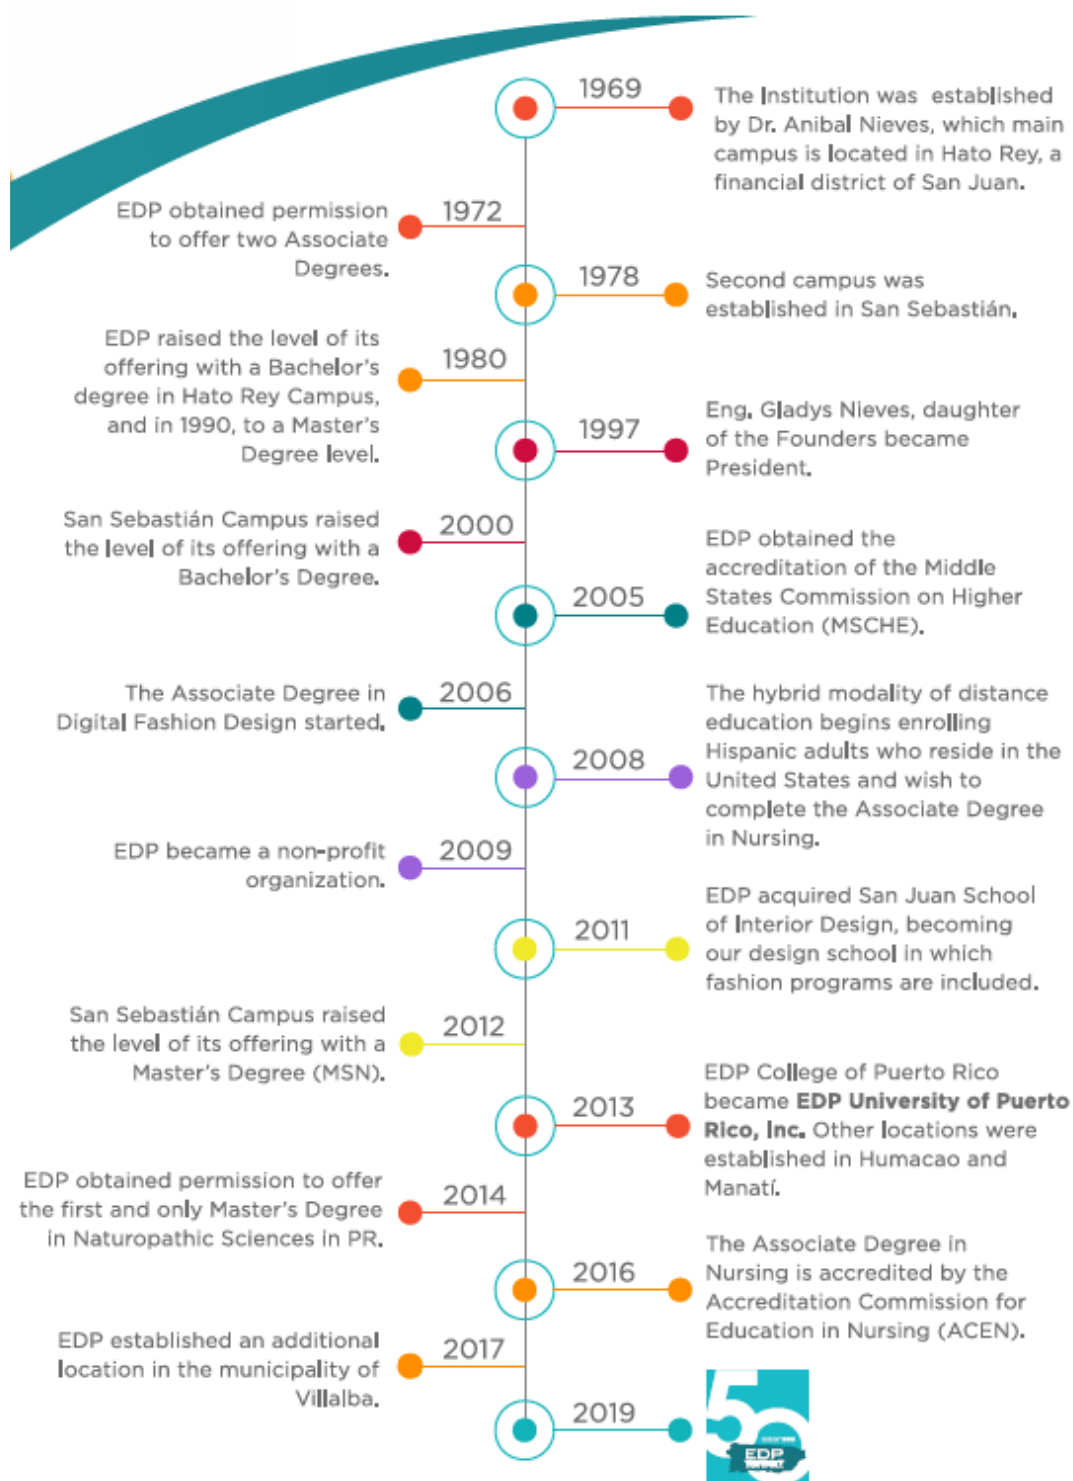 1969
The Institution was established
by Dr. Anibal Nieves, which main
campus is located in Hato Rey, a
financial district of San Juan.
1972
EDP obtained permission
to offer two Associate
Degrees.
1978
Second campus was
established in San Sebastián.
1980
EDP raised the level of its
offering with a Bachelor's
degree in Hato Rey Campus,
and in 1990, to a Master's
Degree level.
1997
Eng. Gladys Nieves, daughter
of the Founders became
President.
2000
San Sebastián Campus raised
the level of its offering with a
Bachelor's Degree.
2005
EDP obtained the
accreditation of the Middle
States Commission on Higher
Education (MSCHE).
2006
The Associate Degree in
Digital Fashion Design started.
2008
The hybrid modality of distance
education begins enrolling
Hispanic adults who reside in the
United States and wish to
complete the Associate Degree
in Nursing.
2009
EDP became a non-profit
organization.
2011
EDP acquired San Juan School
of Interior Design, becoming
our design school in which
fashion programs are included.
2012
San Sebastián Campus raised
the level of its offering with a
Master's Degree (MSN).
2013
EDP College of Puerto Rico
became EDP University of Puerto
Rico, Inc. Other locations were
established in Humacao and
Manatí.
2014
EDP obtained permission to offer
the first and only Master's Degree
in Naturopathic Sciences in PR.
2016
The Associate Degree in
Nursing is accredited by the
Accreditation Commission for
Education in Nursing (ACEN).
2017
EDP established an additional
location in the municipality of
Villalba.
2019
50
EDP